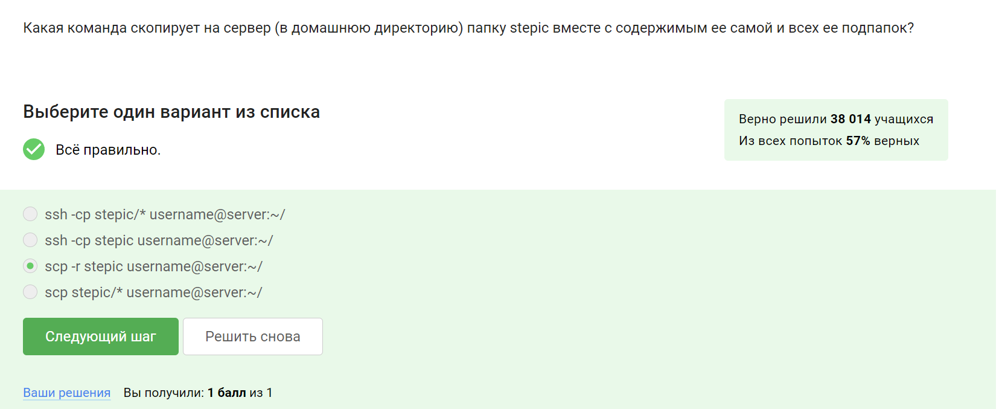 Какая команда скопирует на сервер (в домашнюю директорию) папку stepic вместе с содержимым ее самой и всех ее подпапок?
Выберите один вариант из списка
Всё правильно.
Верно решили 38 014 учащихся
Из всех попыток 57% верных
ssh -cp stepic/* username@server:~/
ssh -cp stepic username@server:~/
scp -r stepic username@server:~/
scp stepic/* username@server:~/
Следующий шаг
Решить снова
Ваши решения Вы получили: 1 балл из 1